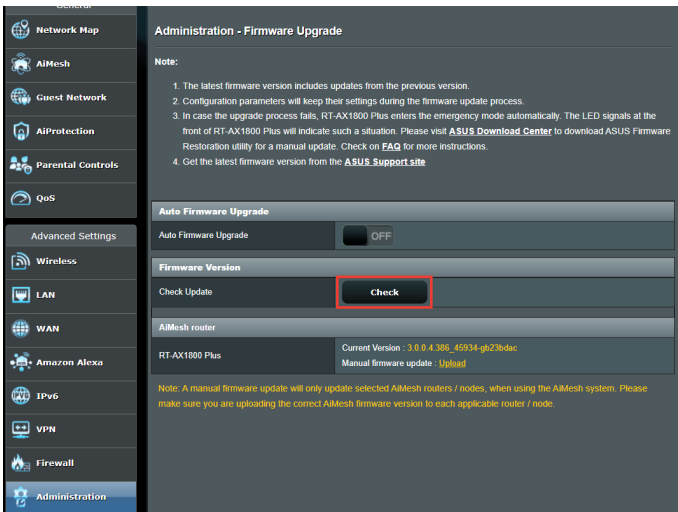 General
Network Map
AiMesh
Guest Network
AiProtection
Parental Controls
QoS
Advanced Settings
Wireless
LAN
WAN
Amazon Alexa
IPv6
VPN
Firewall
Administration
Administration - Firmware Upgrade
Note:
1. The latest firmware version includes updates from the previous version.
2. Configuration parameters will keep their settings during the firmware update process.
3. In case the upgrade process fails, RT-AX1800 Plus enters the emergency mode automatically. The LED signals at the
front of RT-AX1800 Plus will indicate such a situation. Please visit ASUS Download Center to download ASUS Firmware
Restoration utility for a manual update. Check on FAQ for more instructions.
4. Get the latest firmware version from the ASUS Support site
Auto Firmware Upgrade
Auto Firmware Upgrade OFF
Firmware Version
Check Update Check
AiMesh router
RT-AX1800 Plus
Current Version : 3.0.0.4.386_45934-gb23bdac
Manual firmware update : Upload
Note: A manual firmware update will only update selected AiMesh routers / nodes, when using the AiMesh system. Please
make sure you are uploading the correct AiMesh firmware version to each applicable router / node.